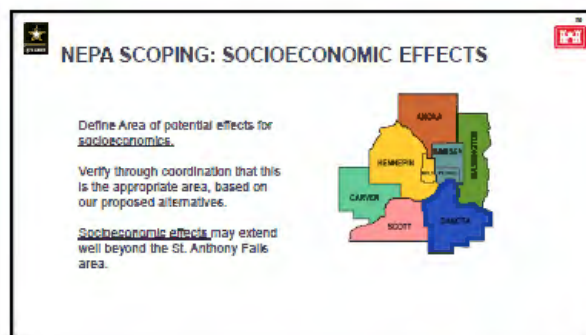 NEPA SCOPING: SOCIOECONOMIC EFFECTS
Define Area of potential effects for
socioeconomics.
Verify through coordination that this
is the appropriate area, based on
our proposed alternatives.
Socioeconomic effects may extend
well beyond the St. Anthony Falls
area.
ANOKA
WASHINGTON
RAMSEY
HENNEPIN
CARVER
SCOTT
DAKOTA